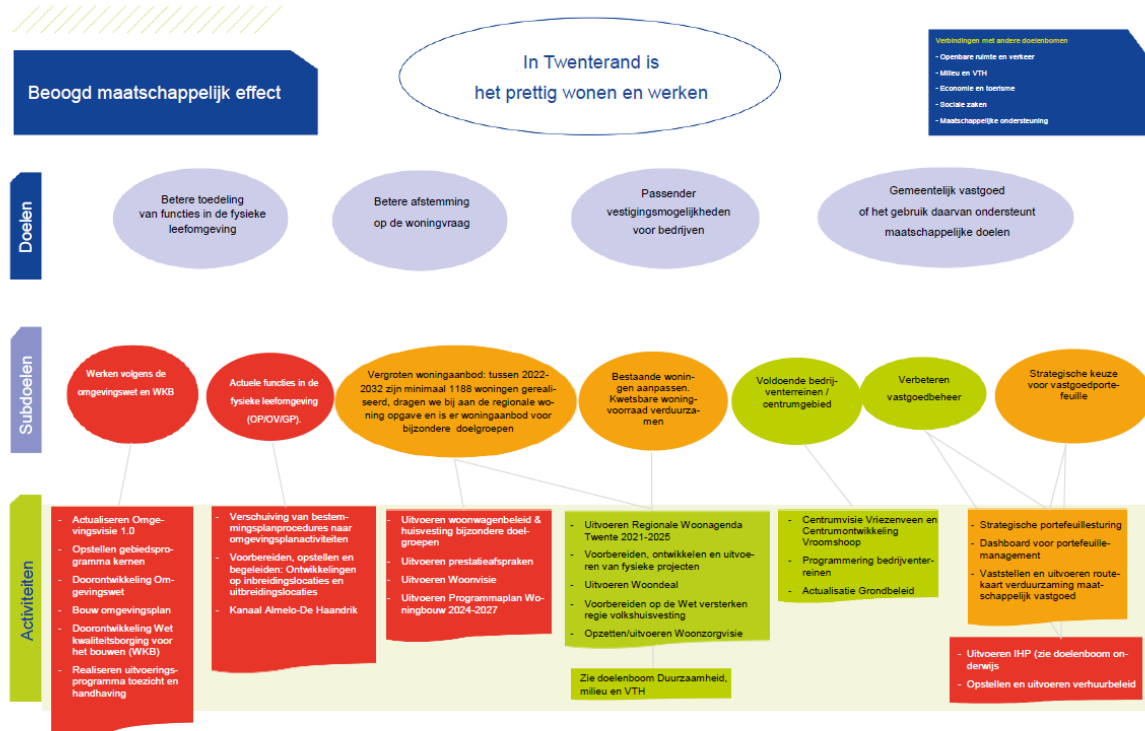 Beoogd maatschappelijk effect
In Twenterand is
het prettig wonen en werken
Verbindingen met andere doelenbomen
- Openbare ruimte en verkeer
- Milieu en VTH
- Economie en toerisme
- Sociale zaken
- Maatschappelijke ondersteuning
Doelen
Betere toedeling
van functies in de fysieke
leefomgeving
Betere afstemming
op de woningvraag
Passender
vestigingsmogelijkheden
voor bedrijven
Gemeentelijk vastgoed
of het gebruik daarvan ondersteunt
maatschappelijke doelen
Subdoelen
Werken volgens de
omgevingswet en WKB
Actuele functies in de
fysieke leefomgeving
(OP/OV/GP).
Vergroten woningaanbod: tussen 2022-
2032 zijn minimaal 1188 woningen gereali-
seerd, dragen we bij aan de regionale wo-
ning opgave en is er woningaanbod voor
bijzondere doelgroepen
Bestaande wonin-
gen aanpassen.
Kwetsbare woning-
voorraad verduurza-
men
Voldoende bedrij-
venterreinen /
centrumgebied
Verbeteren
vastgoedbeheer
Strategische keuze
voor vastgoedporte-
feuille
Activiteiten
- Actualiseren Omge-
vingsvisie 1.0
- Opstellen gebiedspro-
gramma kernen
- Doorontwikkeling Om-
gevingswet
- Bouw omgevingsplan
- Doorontwikkeling Wet
kwaliteitsborging voor
het bouwen (WKB)
- Realiseren uitvoerings-
programma toezicht en
handhaving
- Verschuiving van bestem-
mingsplanprocedures naar
omgevingsplanactiviteiten
- Voorbereiden, opstellen en
begeleiden: Ontwikkelingen
op inbreidingslocaties en
uitbreidingslocaties
- Kanaal Almelo-De Haandrik
- Uitvoeren woonwagenbeleid &
huisvesting bijzondere doel-
groepen
- Uitvoeren prestatieafspraken
- Uitvoeren Woonvisie
- Uitvoeren Programmaplan Wo-
ningbouw 2024-2027
- Uitvoeren Regionale Woonagenda
Twente 2021-2025
- Voorbereiden, ontwikkelen en uitvoe-
ren van fysieke projecten
- Uitvoeren Woondeal
- Voorbereiden op de Wet versterken
regie volkshuisvesting
- Opzetten/uitvoeren Woonzorgvisie
Zie doelenboom Duurzaamheid,
milieu en VTH
- Centrumvisie Vriezenveen en
Centrumontwikkeling
Vroomshoop
- Programmering bedrijventer-
reinen
- Actualisatie Grondbeleid
- Strategische portefeuillesturing
- Dashboard voor portefeuille-
management
- Vaststellen en uitvoeren route-
kaart verduurzaming maat-
schappelijk vastgoed
- Uitvoeren IHP (zie doelenboom on-
derwijs
- Opstellen en uitvoeren verhuurbeleid